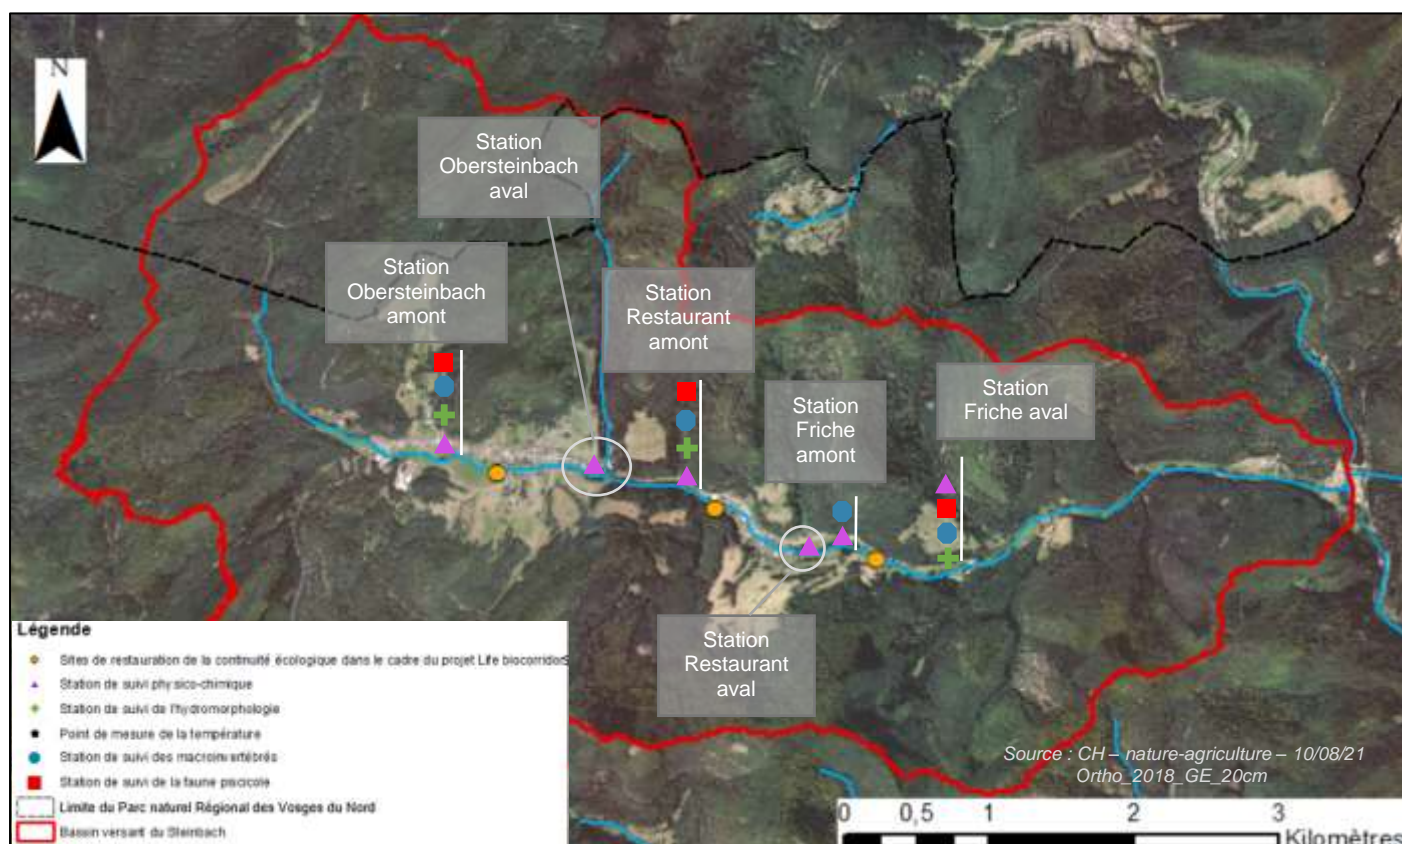 N
Station
Obersteinbach
aval
Station
Obersteinbach
amont
Station
Restaurant
amont
Station
Friche
amont
Station
Friche aval
Station
Restaurant
aval
Légende
Sites de restauration de la continuité écologique dans le cadre du projet Life biocorridors
Station de suivi physico-chimique
Station de suivi de l'hydromorphologie
Point de mesure de la température
Station de suivi des macroinvertébrés
Station de suivi de la faune piscicole
Limite du Parc naturel Régional des Vosges du Nord
Bassin versant du Steinbach
Source : CH – nature-agriculture – 10/08/21
Ortho_2018_GE_20cm
0 0,5 1 2 3
Kilomètres